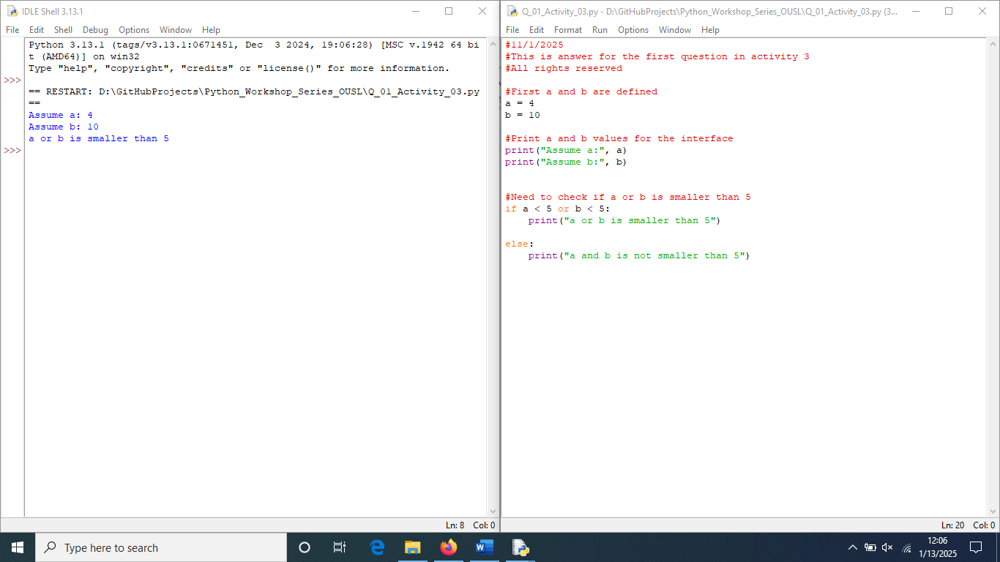 IDLE Shell 3.13.1
File Edit Shell Debug Options Window Help
Python 3.13.1 (tags/v3.13.1:0671451, Dec  3 2024, 19:06:28) [MSC v.1942 64 bi
t (AMD64)] on win32
Type "help", "copyright", "credits" or "license()" for more information.
>>>
== RESTART: D:\GitHubProjects\Python_Workshop_Series_OUSL\Q_01_Activity_03.py
==
Assume a: 4
Assume b: 10
a or b is smaller than 5
>>>
Ln: 8 Col: 0
Q_01_Activity_03.py - D:\GitHubProjects\Python_Workshop_Series_OUSL\Q_01_Activity_03.py (3...
File Edit Format Run Options Window Help
#11/1/2025
#This is answer for the first question in activity 3
#All rights reserved
#First a and b are defined
a = 4
b = 10
#Print a and b values for the interface
print("Assume a:", a)
print("Assume b:", b)
#Need to check if a or b is smaller than 5
if a < 5 or b < 5:
    print("a or b is smaller than 5")
else:
    print("a and b is not smaller than 5")
Ln: 20 Col: 0
Type here to search
12:06
1/13/2025